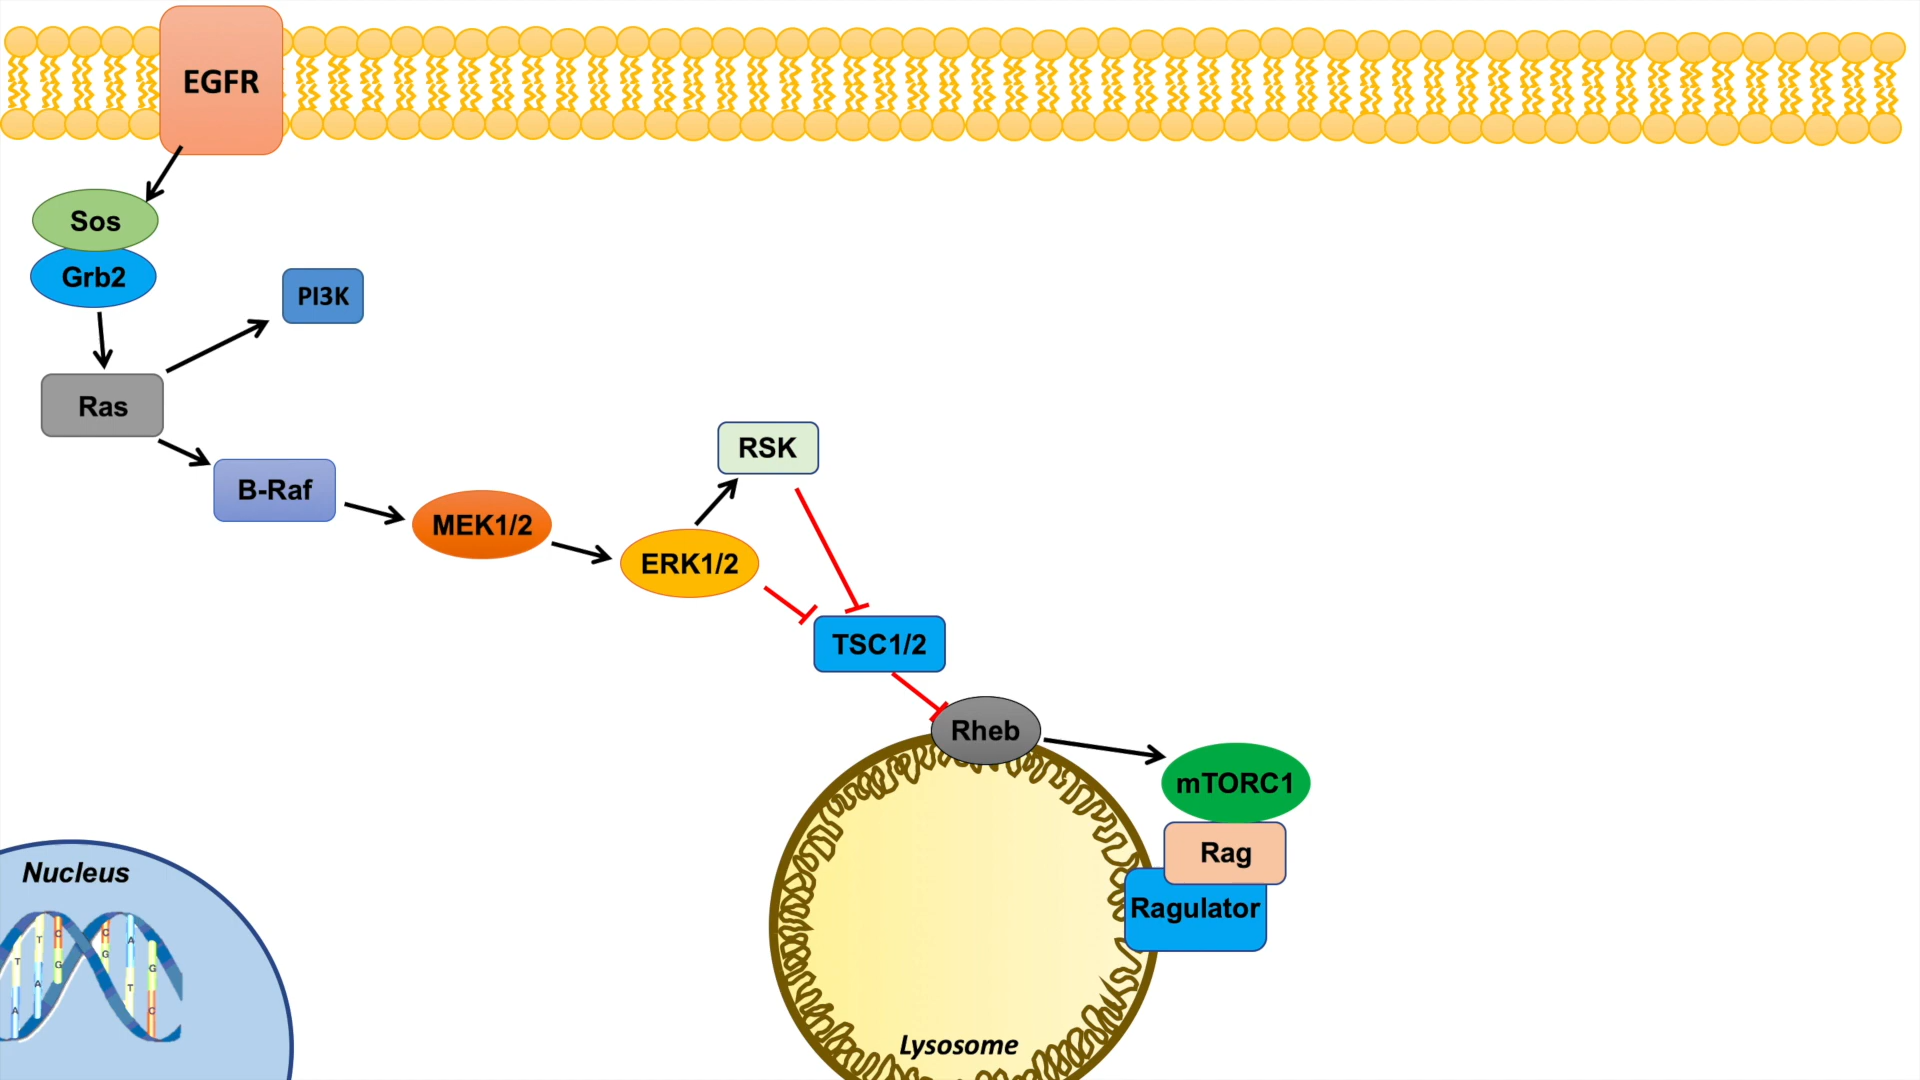 EGFR
Sos
Grb2
PI3K
Ras
RSK
B-Raf
MEK1/2
ERK1/2
TSC1/2
Rheb
mTORC1
Rag
Ragulator
Nucleus
T
A
T
A
C
G
C
G
A
T
G
C
Lysosome